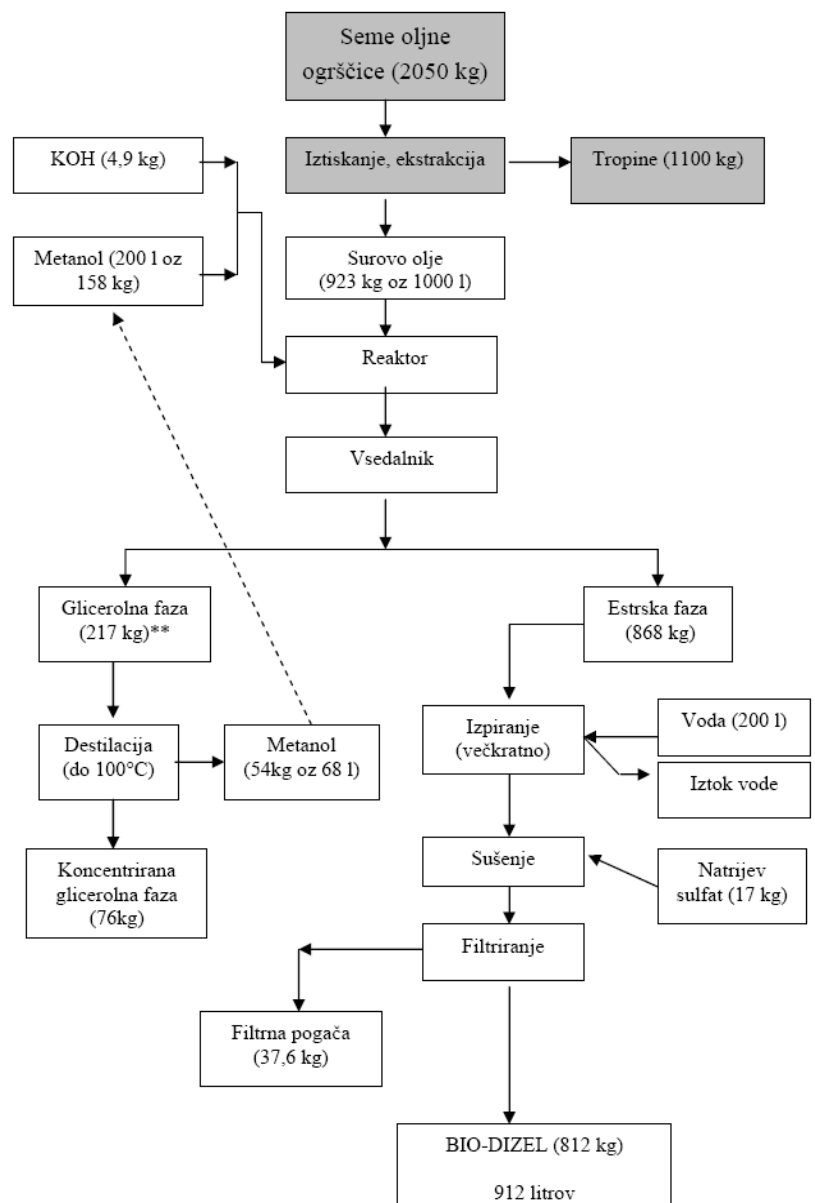 Seme oljne
ogrščice (2050 kg)
KOH (4,9 kg)
Iztiskanje, ekstrakcija
Tropine (1100 kg)
Metanol (200 l oz
158 kg)
Surovo olje
(923 kg oz 1000 l)
Reaktor
Vsedalnik
Glicerolna faza
(217 kg)**
Estrska faza
(868 kg)
Destilacija
(do 100°C)
Metanol
(54kg oz 68 l)
Izpiranje
(večkratno)
Voda (200 l)
Iztok vode
Koncentrirana
glicerolna faza
(76kg)
Sušenje
Natrijev
sulfat (17 kg)
Filtriranje
Filtrna pogača
(37,6 kg)
BIO-DIZEL (812 kg)
912 litrov